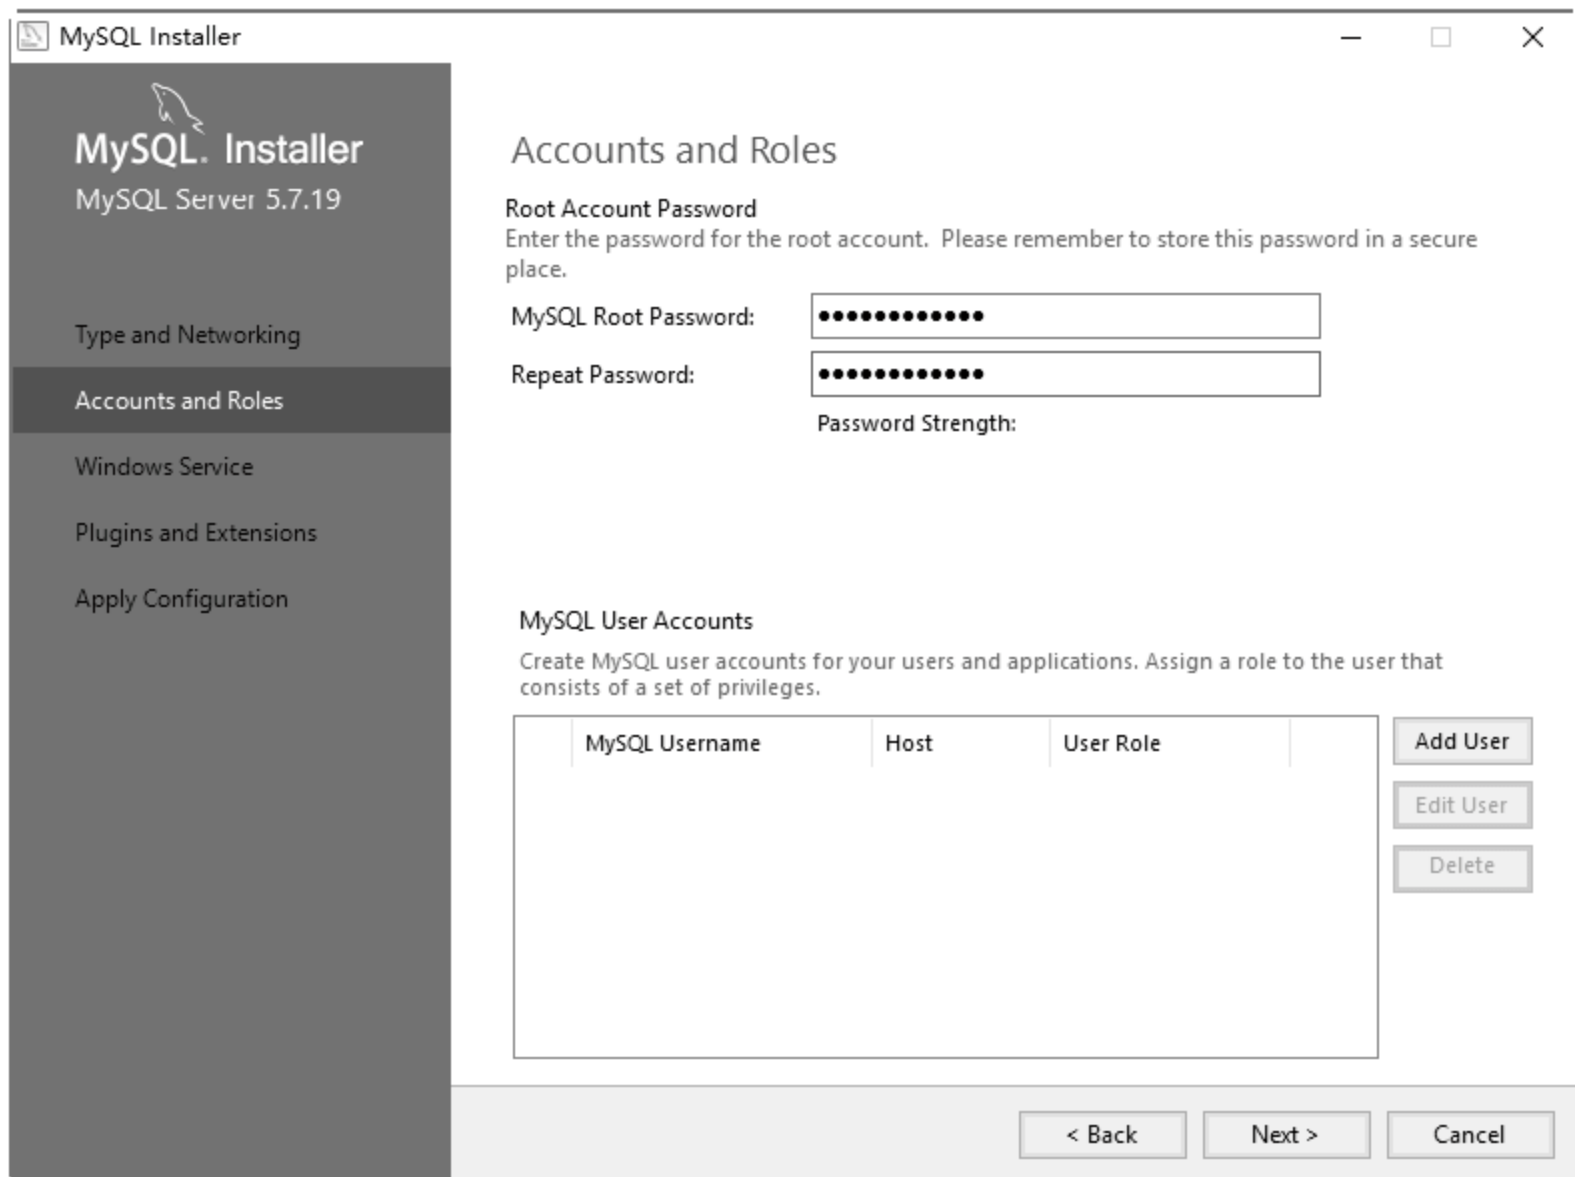 MySQL Installer
MySQL. Installer
MySQL Server 5.7.19
Type and Networking
Accounts and Roles
Windows Service
Plugins and Extensions
Apply Configuration
Accounts and Roles
Root Account Password
Enter the password for the root account.  Please remember to store this password in a secure
place.
MySQL Root Password: ●●●●●●●●●●●●
Repeat Password: ●●●●●●●●●●●●
Password Strength:
MySQL User Accounts
Create MySQL user accounts for your users and applications. Assign a role to the user that
consists of a set of privileges.
MySQL Username Host User Role
Add User
Edit User
Delete
< Back Next > Cancel